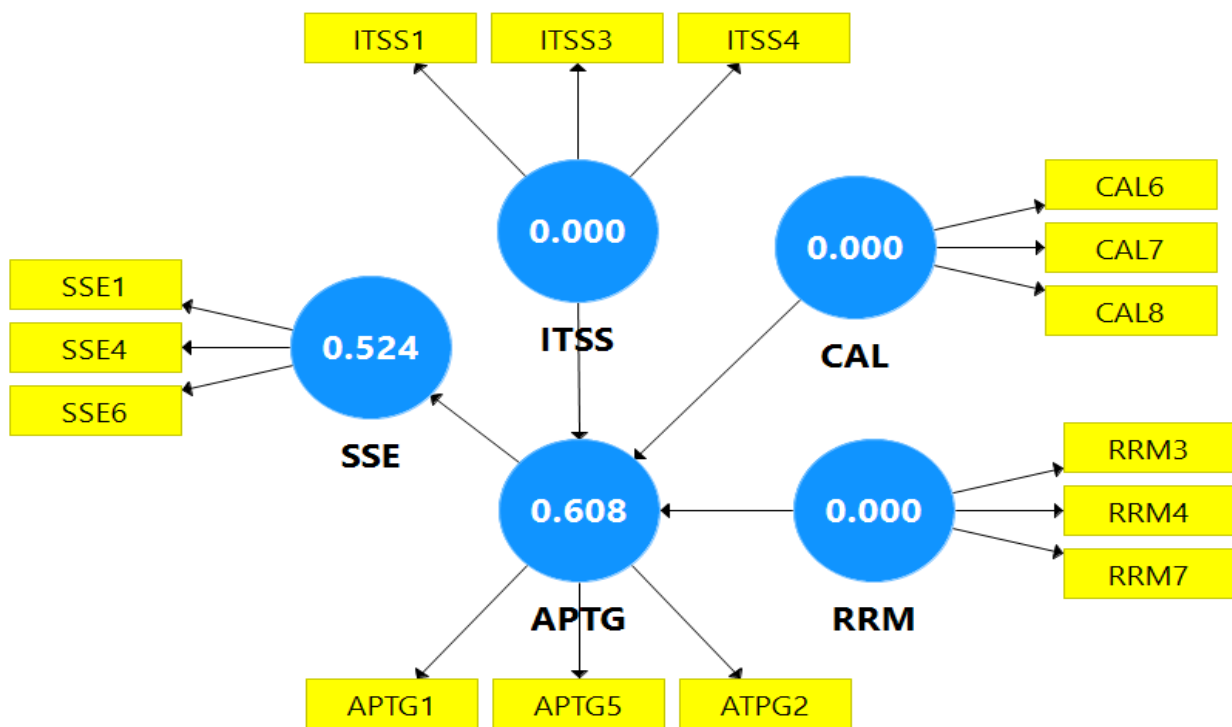 ITSS1
ITSS3
ITSS4
0.000
ITSS
0.000
CAL
CAL6
CAL7
CAL8
SSE1
SSE4
SSE6
0.524
SSE
0.608
APTG
0.000
RRM
RRM3
RRM4
RRM7
APTG1
APTG5
ATPG2